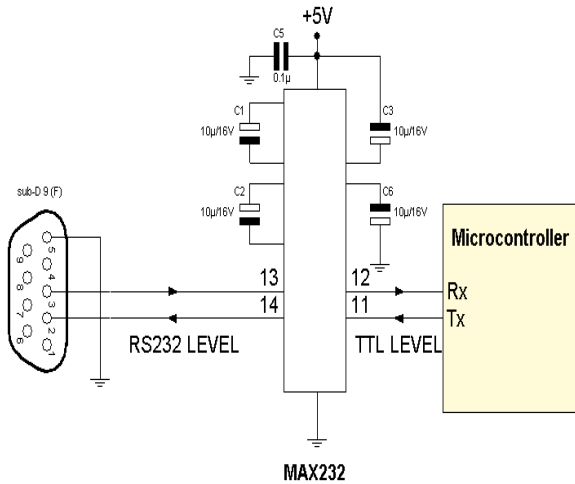 +5V
C5
0.1µ
C1
10µ/16V
C3
10µ/16V
C2
10µ/16V
C6
10µ/16V
sub-D 9 (F)
5
9
4
8
3
7
2
6
1
13
12
14
11
RS232 LEVEL
TTL LEVEL
Microcontroller
Rx
Tx
MAX232